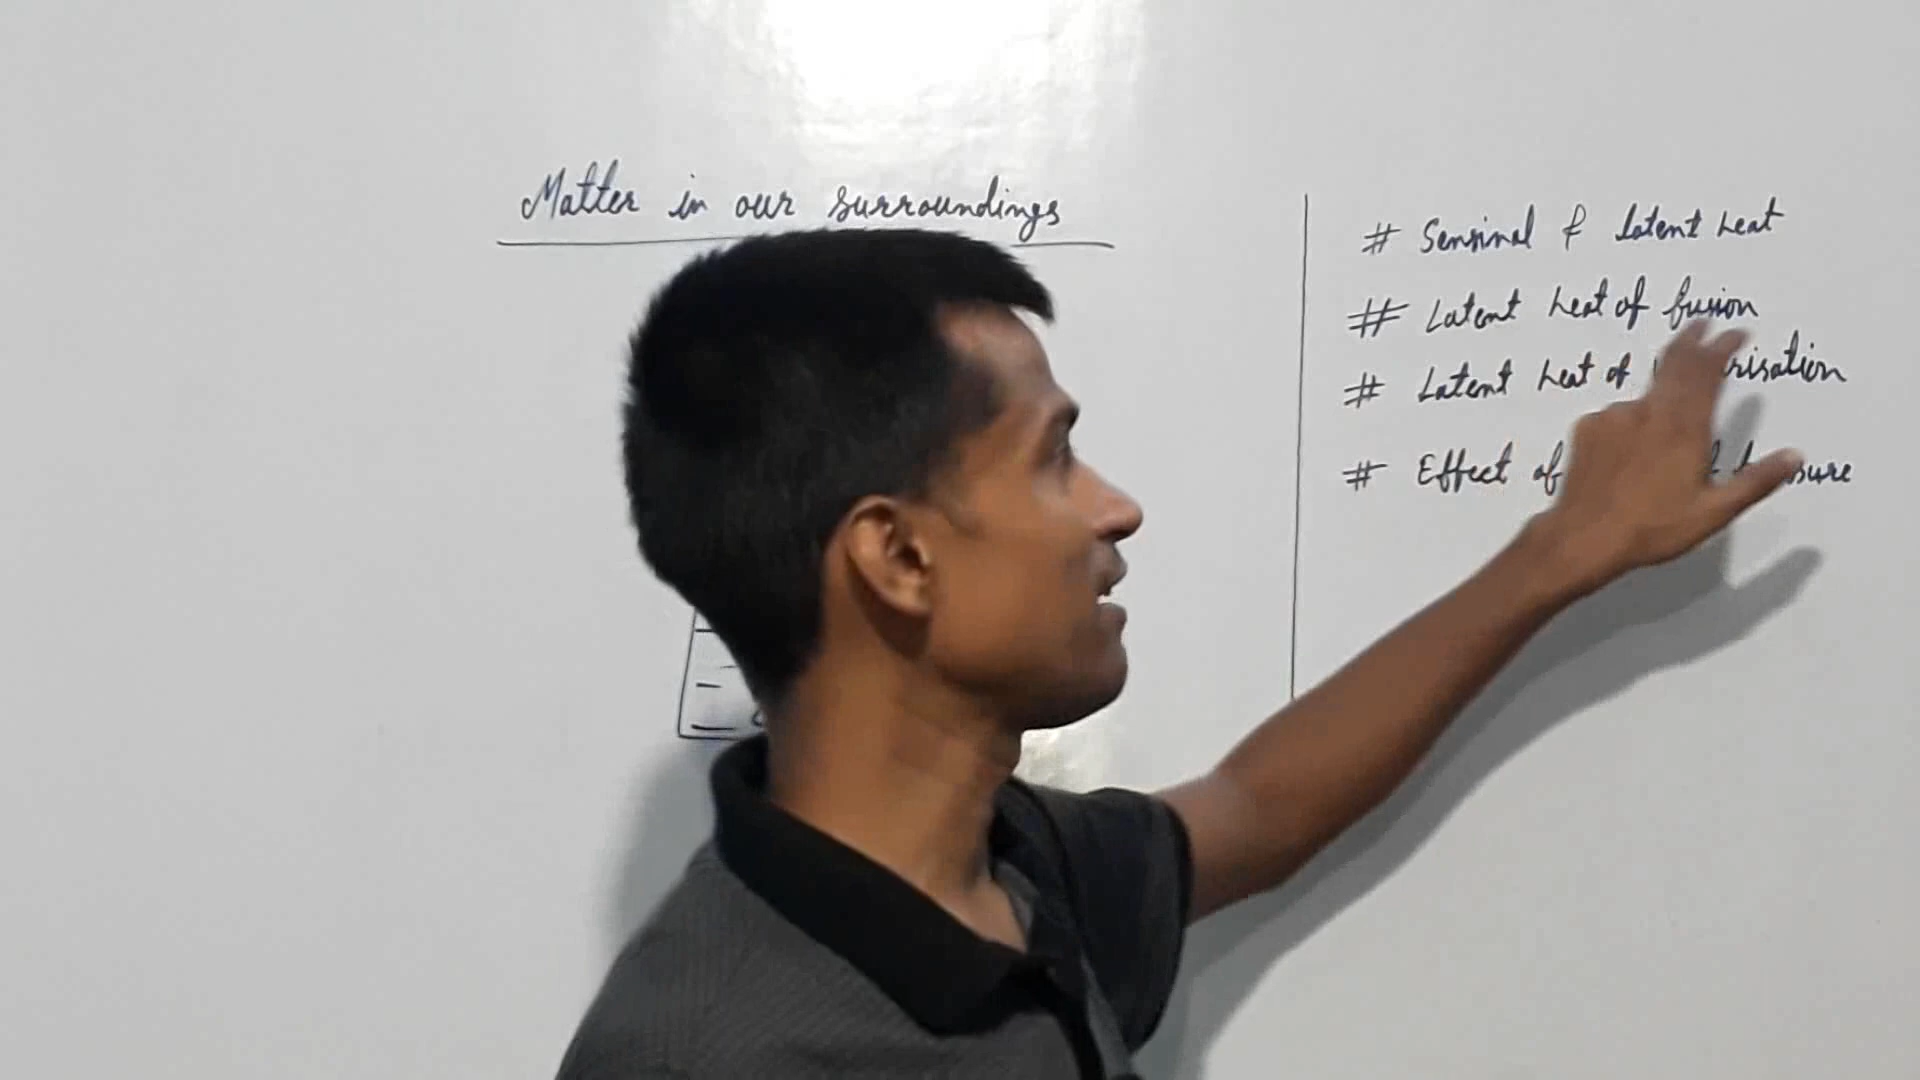 Matter in our surroundings
# Sensinal & latent heat
# Latent heat of fusion
# Latent heat of
# Effect of